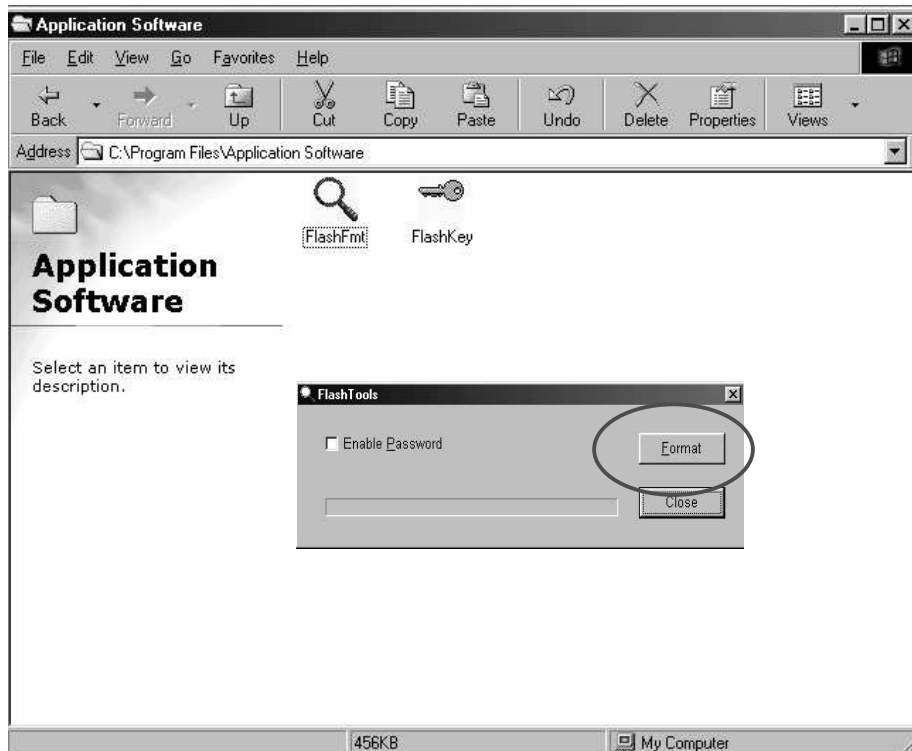 Application Software
File Edit View Go Favorites Help
Back Forward Up Cut Copy Paste Undo Delete Properties Views
Address C:\Program Files\Application Software
FlashFmt FlashKey
Application
Software
Select an item to view its
description.
FlashTools
Enable Password
Format
Close
456KB My Computer